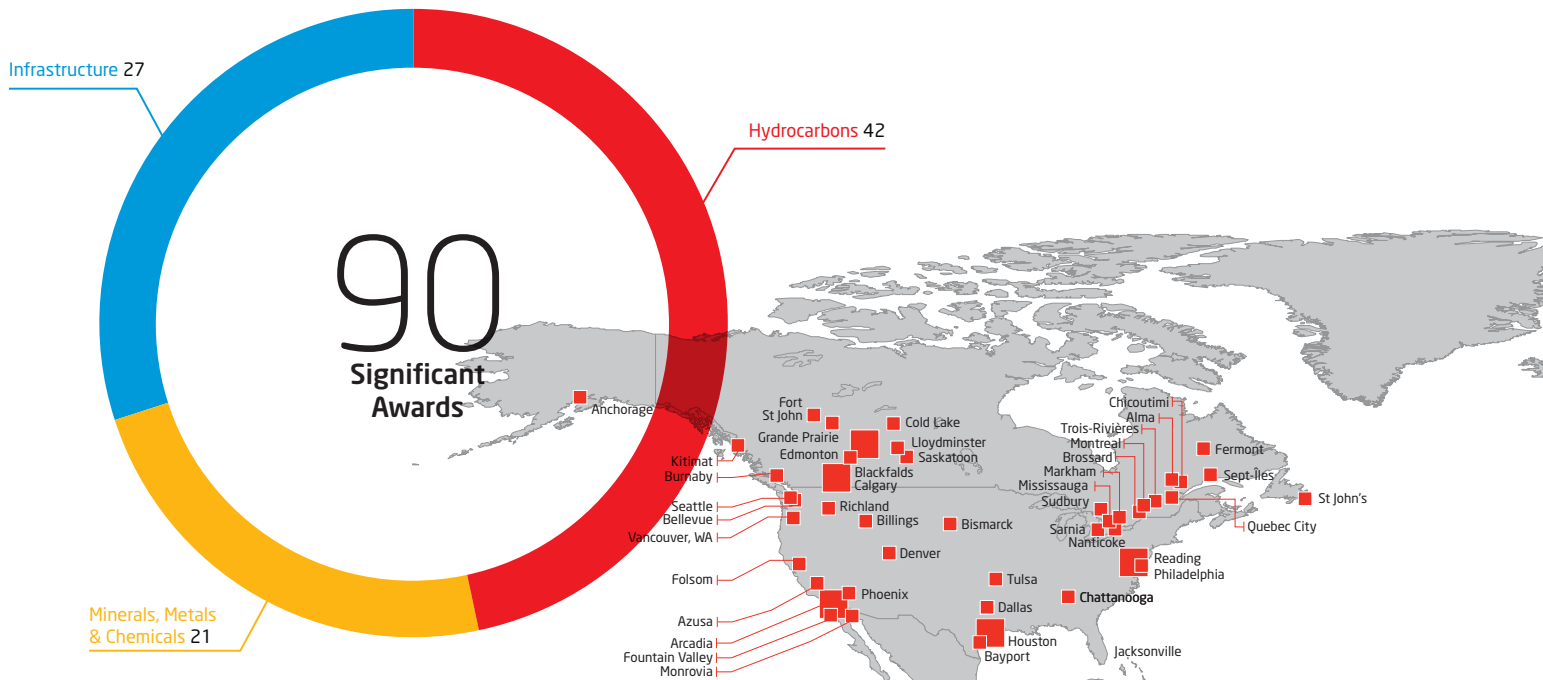 Infrastructure 27
Hydrocarbons 42
90
Significant
Awards
Minerals, Metals
& Chemicals 21
Anchorage
Fort
St John
Grande Prairie
Edmonton
Cold Lake
Lloydminster
Saskatoon
Blackfalds
Calgary
Kitimat
Burnaby
Seattle
Bellevue
Vancouver, WA
Richland
Billings
Bismarck
Denver
Folsom
Azusa
Arcadia
Fountain Valley
Monrovia
Phoenix
Tulsa
Dallas
Houston
Bayport
Chattanooga
Jacksonville
Chicoutimi
Alma
Trois-Rivières
Montreal
Brossard
Markham
Mississauga
Sudbury
Sarnia
Nanticoke
Fermont
Sept-Îles
St John's
Quebec City
Reading
Philadelphia